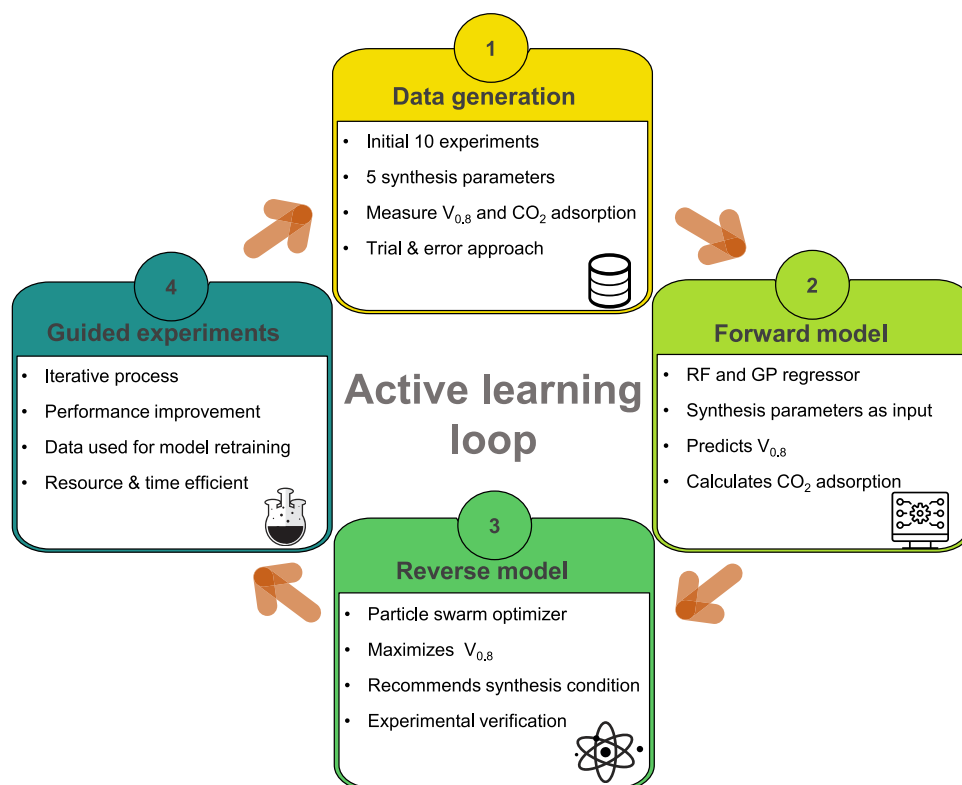 1
Data generation
• Initial 10 experiments
• 5 synthesis parameters
• Measure V₀.₈ and CO₂ adsorption
• Trial & error approach
2
Forward model
• RF and GP regressor
• Synthesis parameters as input
• Predicts V₀.₈
• Calculates CO₂ adsorption
3
Reverse model
• Particle swarm optimizer
• Maximizes V₀.₈
• Recommends synthesis condition
• Experimental verification
4
Guided experiments
• Iterative process
• Performance improvement
• Data used for model retraining
• Resource & time efficient
Active learning
loop